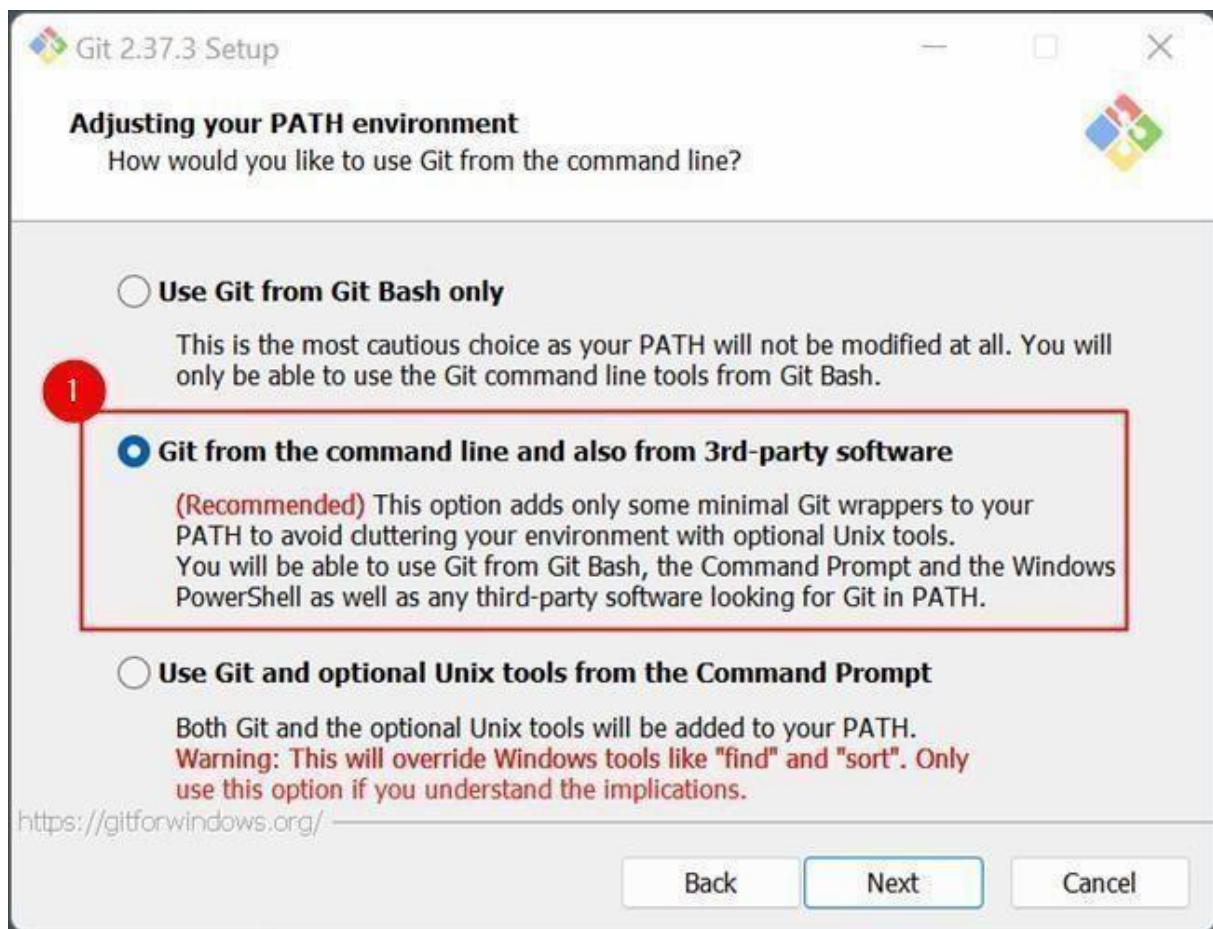 Git 2.37.3 Setup
Adjusting your PATH environment
How would you like to use Git from the command line?
Use Git from Git Bash only
This is the most cautious choice as your PATH will not be modified at all. You will
only be able to use the Git command line tools from Git Bash.
1
Git from the command line and also from 3rd-party software
(Recommended) This option adds only some minimal Git wrappers to your
PATH to avoid cluttering your environment with optional Unix tools.
You will be able to use Git from Git Bash, the Command Prompt and the Windows
PowerShell as well as any third-party software looking for Git in PATH.
Use Git and optional Unix tools from the Command Prompt
Both Git and the optional Unix tools will be added to your PATH.
Warning: This will override Windows tools like "find" and "sort". Only
use this option if you understand the implications.
https://gitforwindows.org/
Back Next Cancel